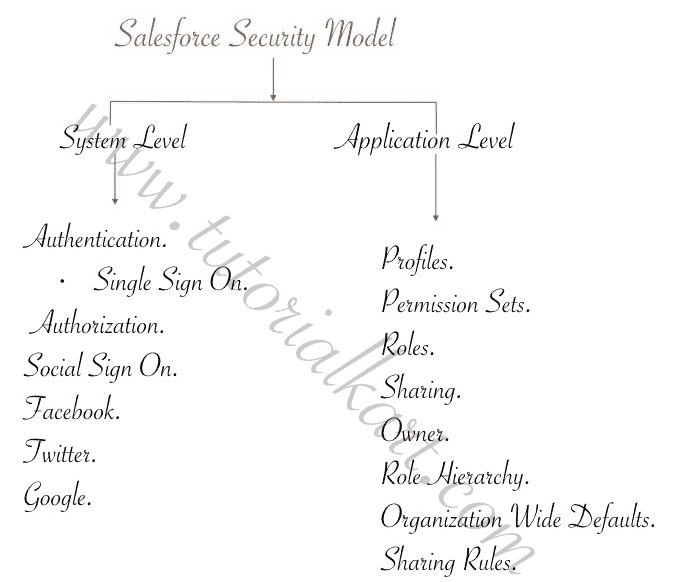 Salesforce Security Model
System Level
Application Level
Authentication.
• Single Sign On.
Authorization.
Social Sign On.
Facebook.
Twitter.
Google.
Profiles.
Permission Sets.
Roles.
Sharing.
Owner.
Role Hierarchy.
Organization Wide Defaults.
Sharing Rules.
www.tutorialkart.com